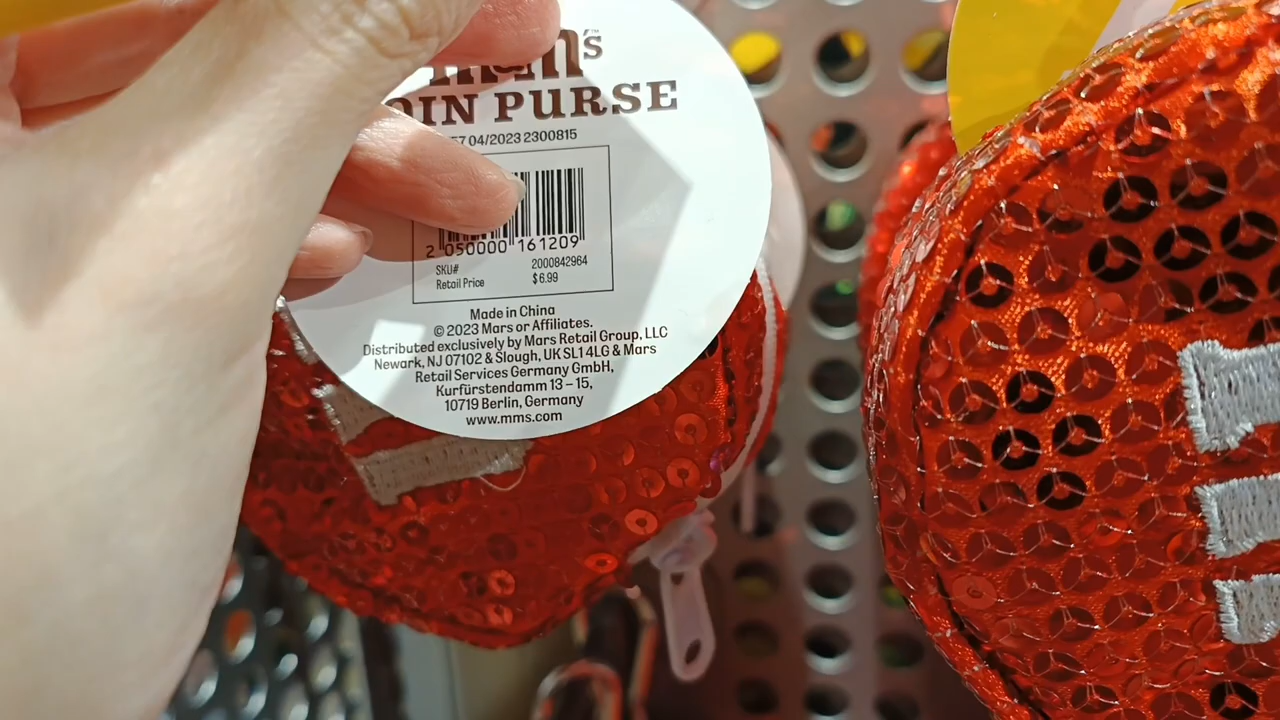 m&m's™
OIN PURSE
57 04/2023 2300815
2 050000 161209
SKU# 2000842964
Retail Price $6.99
Made in China
© 2023 Mars or Affiliates.
Distributed exclusively by Mars Retail Group, LLC
Newark, NJ 07102 & Slough, UK SL1 4LG & Mars
Retail Services Germany GmbH,
Kurfürstendamm 13 – 15,
10719 Berlin, Germany
www.mms.com